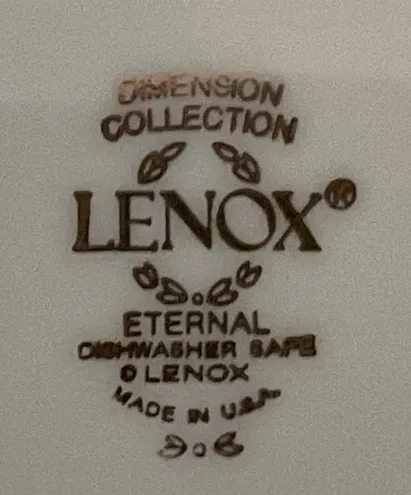 DIMENSION
COLLECTION
LENOX®
ETERNAL
DISHWASHER SAFE
© LENOX
MADE IN U.S.A.